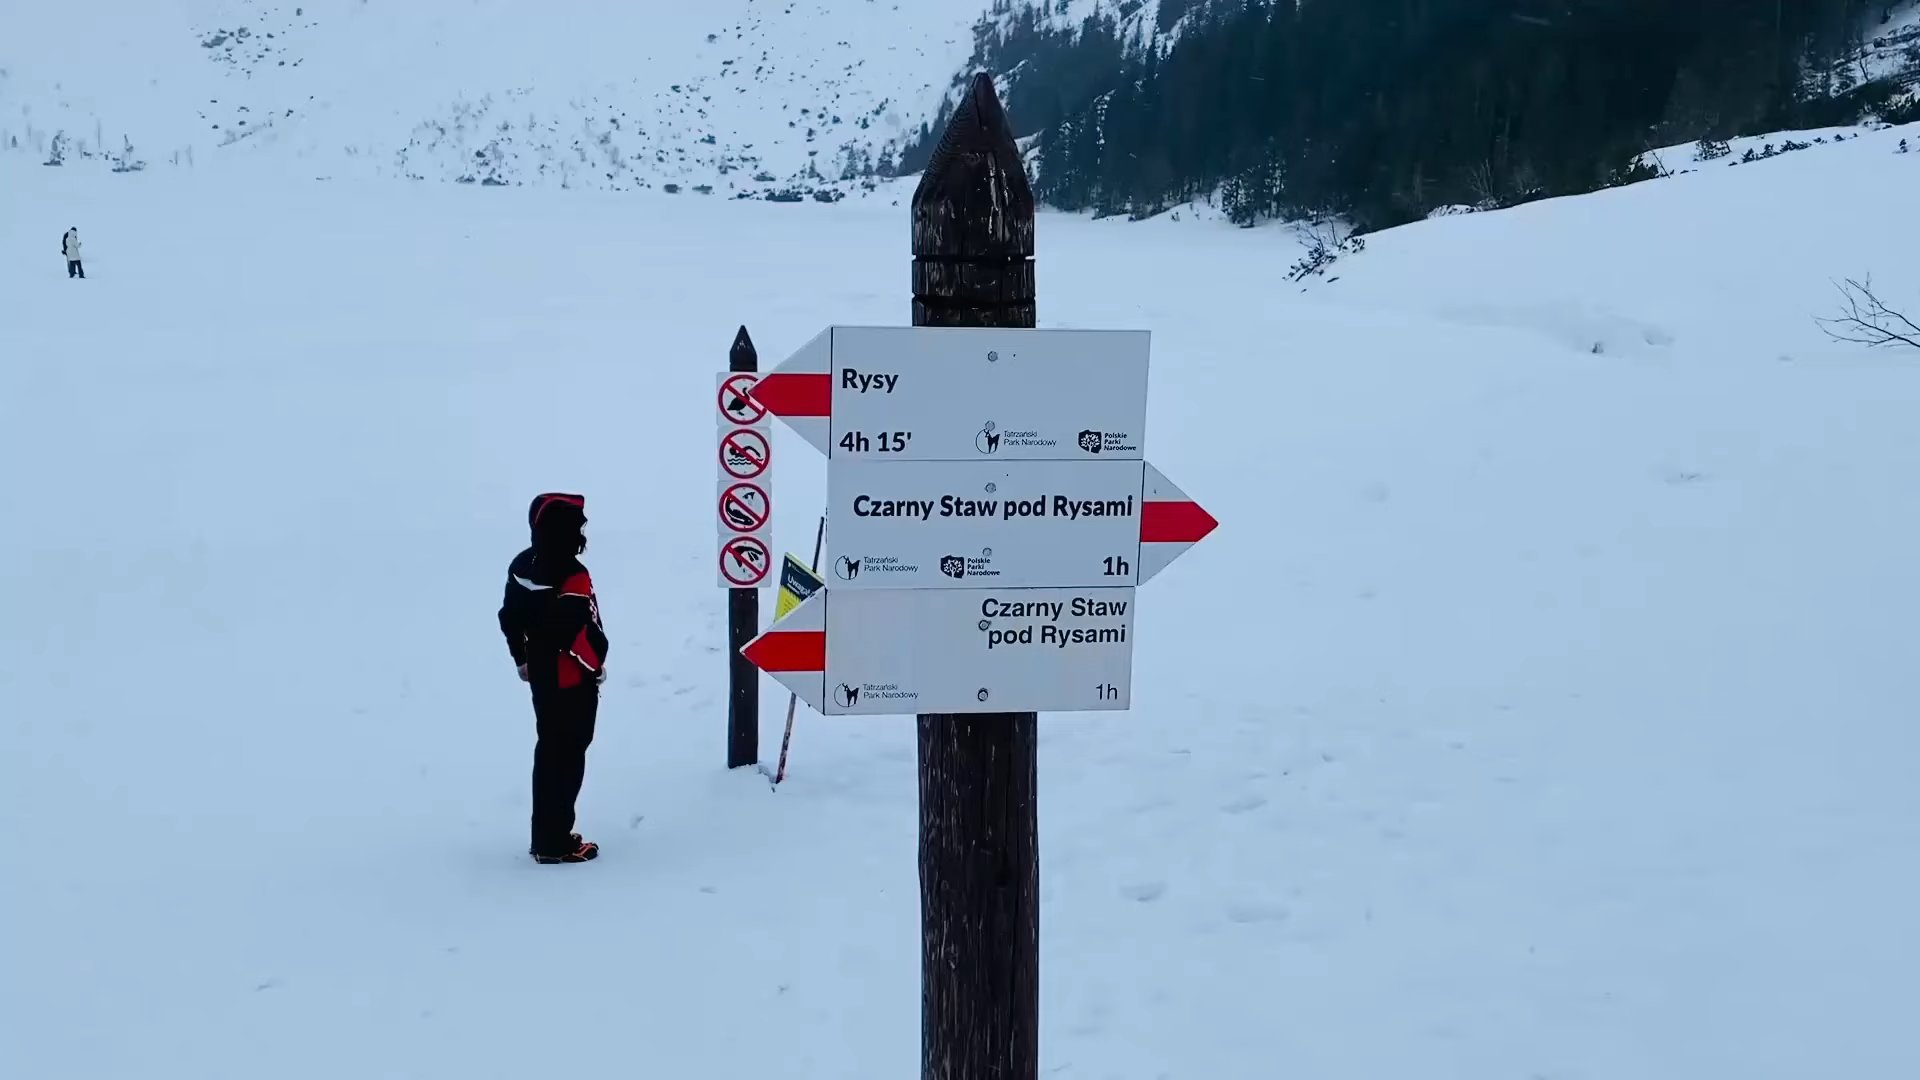 Rysy
4h 15'
Tatrzański
Park Narodowy
Polskie
Parki
Narodowe
Czarny Staw pod Rysami
Tatrzański
Park Narodowy
Polskie
Parki
Narodowe
1h
Uwaga!
Czarny Staw
pod Rysami
Tatrzański
Park Narodowy
1h